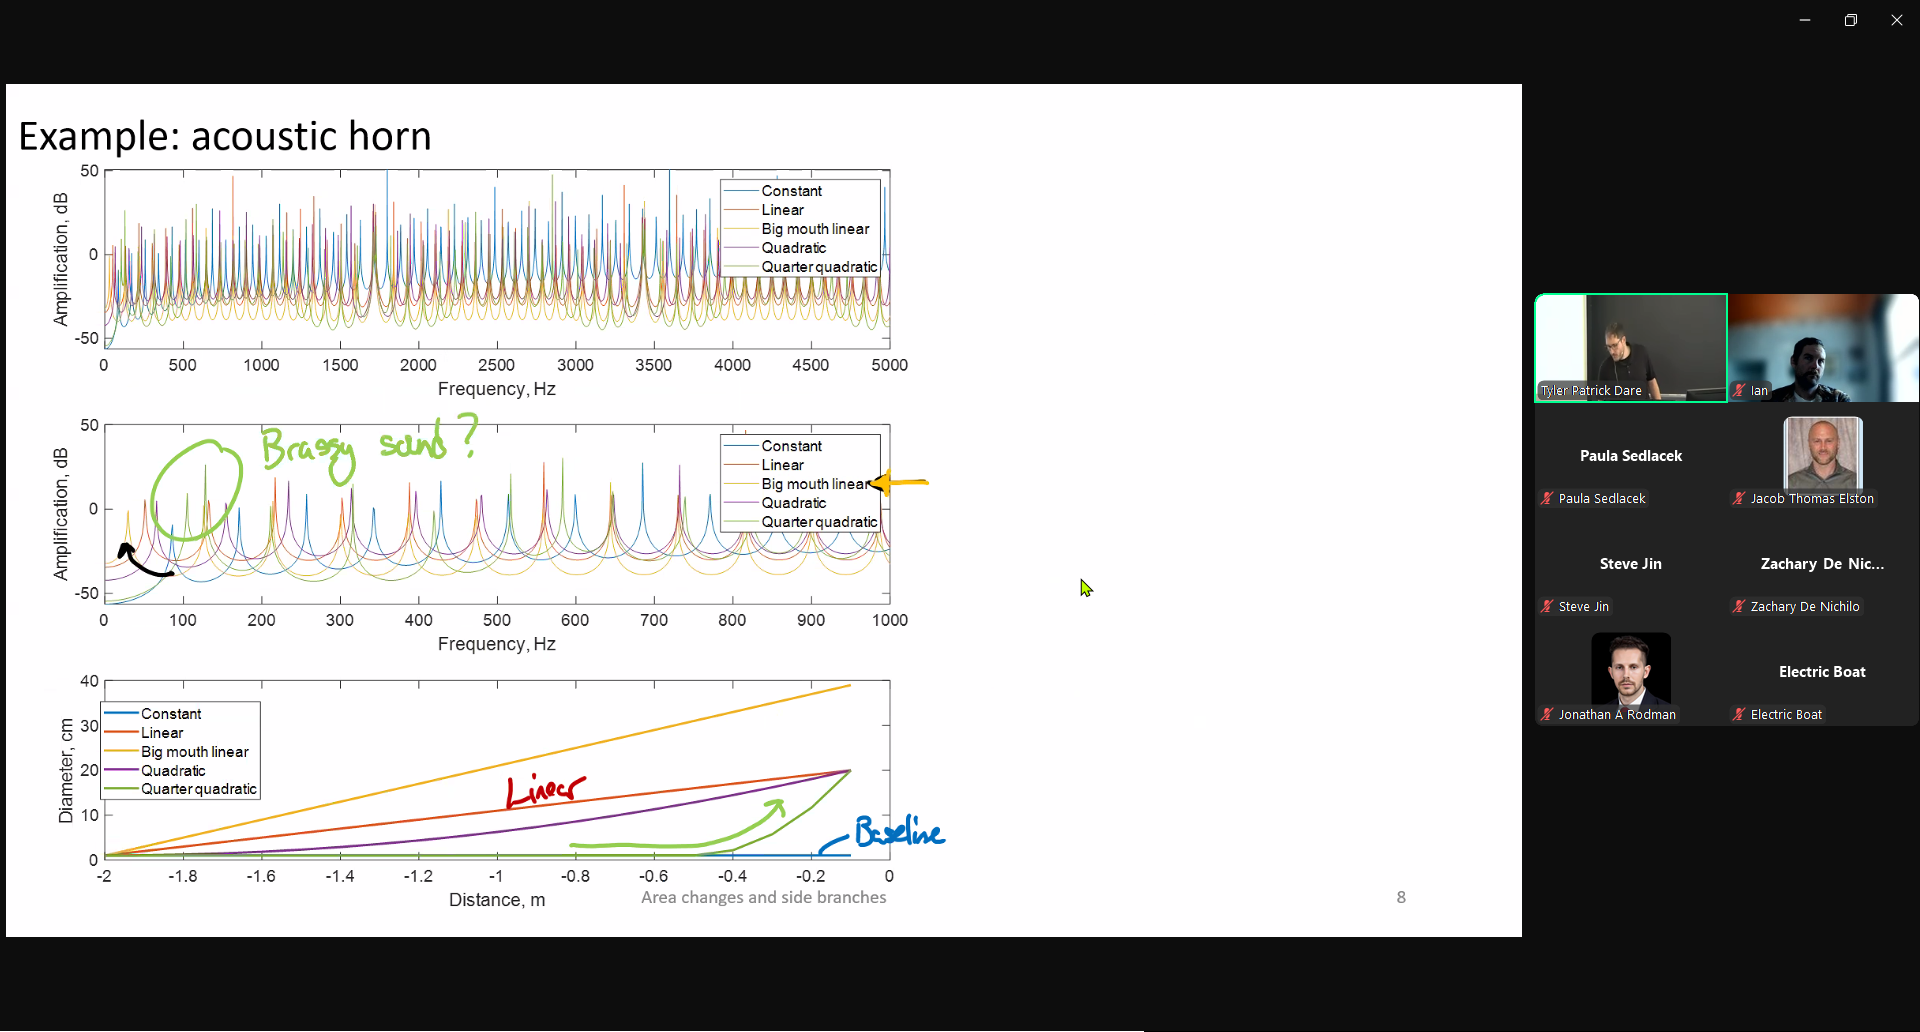 Example: acoustic horn
50
0
-50
Amplification, dB
Constant
Linear
Big mouth linear
Quadratic
Quarter quadratic
0 500 1000 1500 2000 2500 3000 3500 4000 4500 5000
Frequency, Hz
Brassy sound?
50
0
-50
Amplification, dB
Constant
Linear
Big mouth linear
Quadratic
Quarter quadratic
0 100 200 300 400 500 600 700 800 900 1000
Frequency, Hz
40
30
20
10
0
Diameter, cm
Constant
Linear
Big mouth linear
Quadratic
Quarter quadratic
Linear
Baseline
-2 -1.8 -1.6 -1.4 -1.2 -1 -0.8 -0.6 -0.4 -0.2 0
Distance, m
Area changes and side branches
8
Tyler Patrick Dare
Ian
Paula Sedlacek
Paula Sedlacek
Jacob Thomas Elston
Steve Jin
Zachary De Nic...
Steve Jin
Zachary De Nichilo
Electric Boat
Jonathan A Rodman
Electric Boat